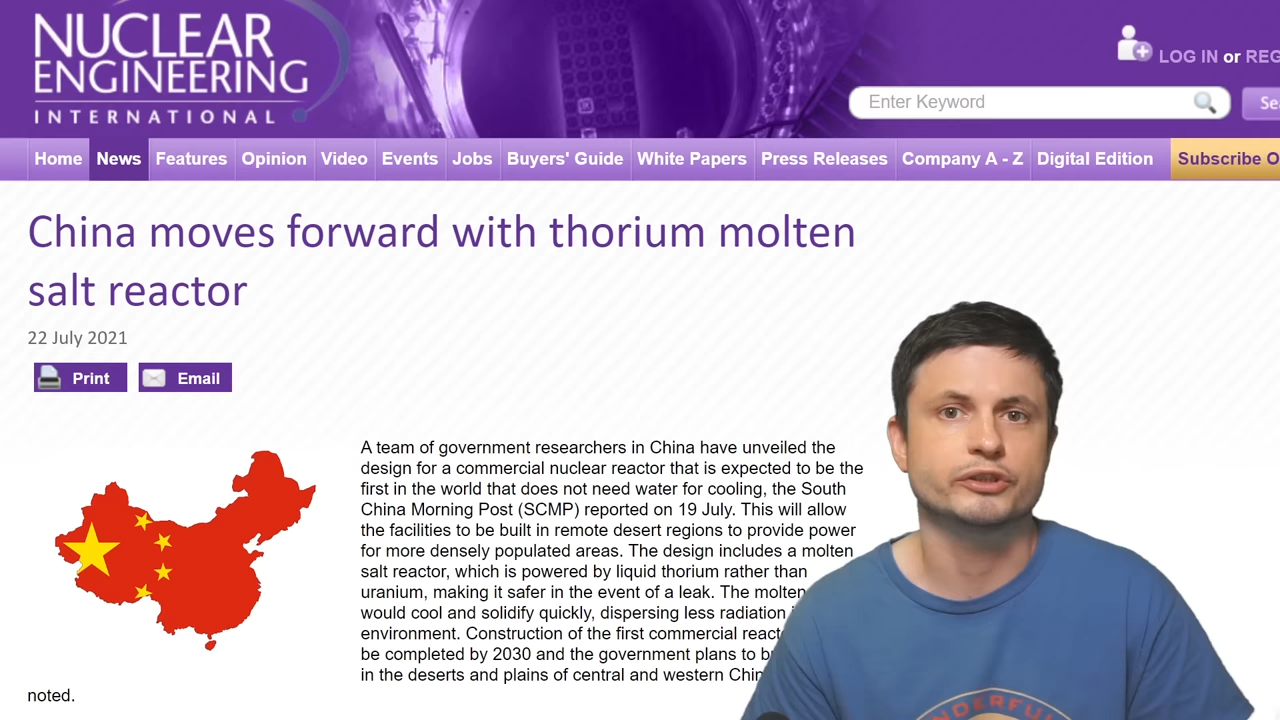 NUCLEAR
ENGINEERING
INTERNATIONAL
LOG IN or REG
Enter Keyword
Se
Home News Features Opinion Video Events Jobs Buyers' Guide White Papers Press Releases Company A - Z Digital Edition Subscribe O
China moves forward with thorium molten
salt reactor
22 July 2021
Print Email
A team of government researchers in China have unveiled the
design for a commercial nuclear reactor that is expected to be the
first in the world that does not need water for cooling, the South
China Morning Post (SCMP) reported on 19 July. This will allow
the facilities to be built in remote desert regions to provide power
for more densely populated areas. The design includes a molten
salt reactor, which is powered by liquid thorium rather than
uranium, making it safer in the event of a leak. The molten
would cool and solidify quickly, dispersing less radiation
environment. Construction of the first commercial react
be completed by 2030 and the government plans to b
in the deserts and plains of central and western Chin
noted.
NDERFU